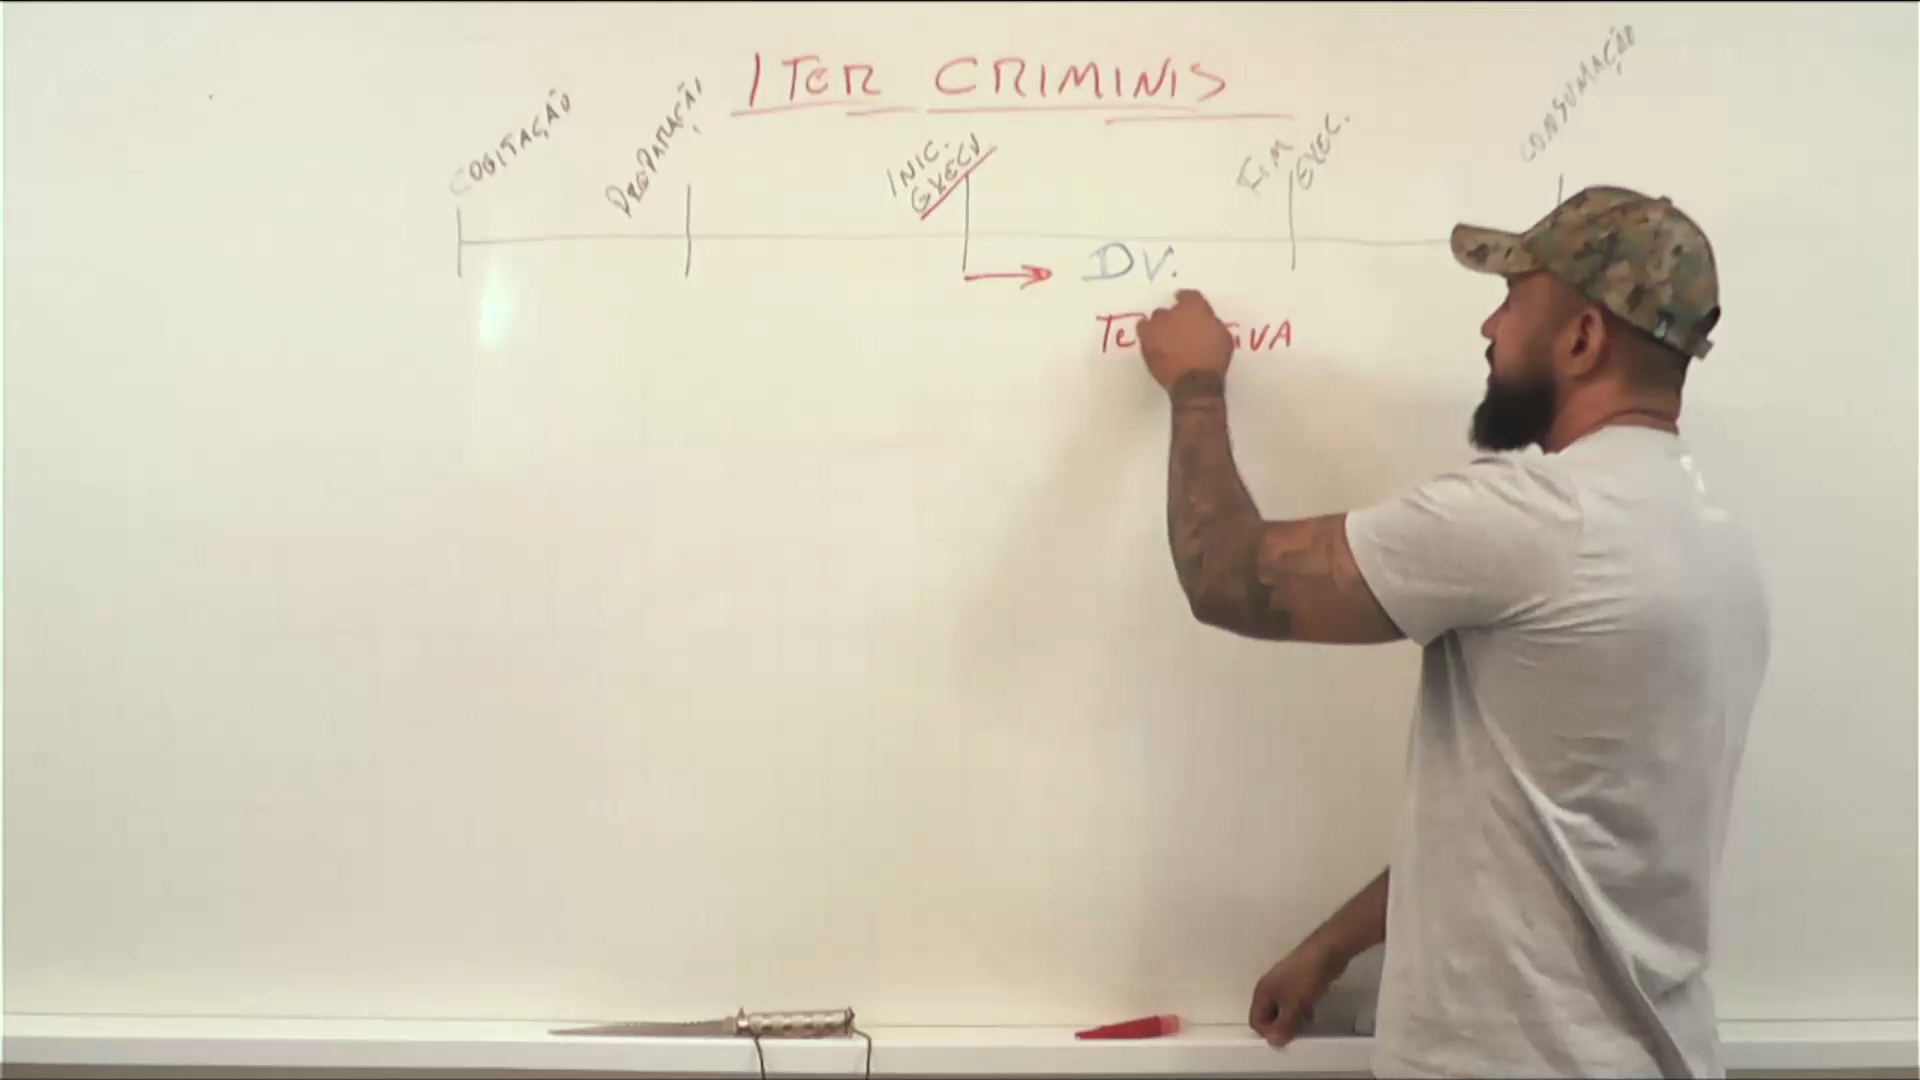 ITER CRIMINIS
COGITAÇÃO
PREPARAÇÃO
INIC.
EXECU
FIM
EXEC.
CONSUMAÇÃO
DV.